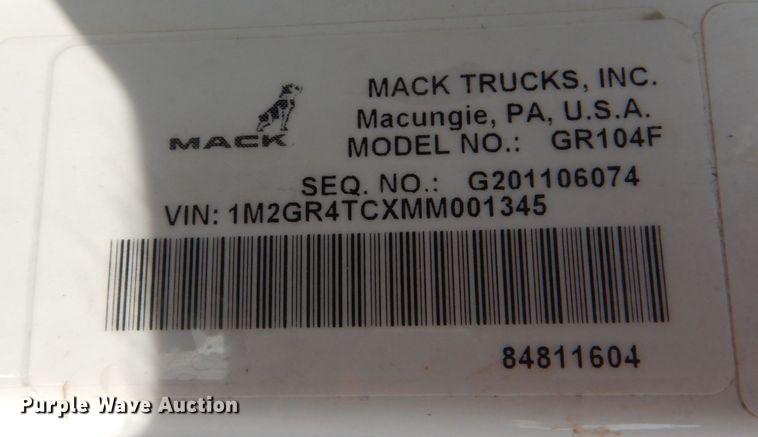 MACK
MACK TRUCKS, INC.
Macungie, PA, U.S.A.
MODEL NO.: GR104F
SEQ. NO.: G201106074
VIN: 1M2GR4TCXMM001345
84811604
Purple Wave Auction